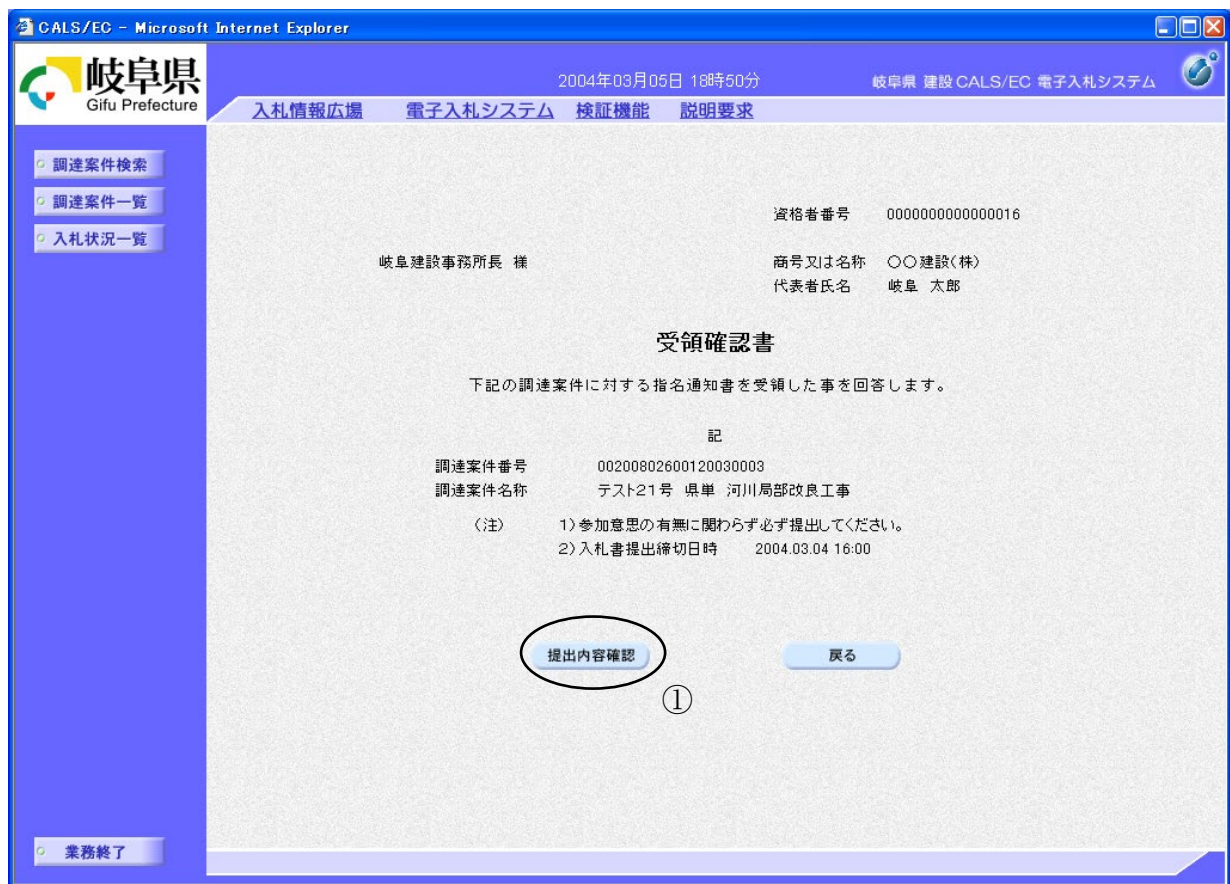 CALS/EC - Microsoft Internet Explorer
岐阜県
Gifu Prefecture
2004年03月05日 18時50分
岐阜県 建設 CALS/EC 電子入札システム
入札情報広場 電子入札システム 検証機能 説明要求
調達案件検索
調達案件一覧
入札状況一覧
資格者番号 0000000000000016
岐阜建設事務所長 様
商号又は名称 〇〇建設(株)
代表者氏名 岐阜 太郎
受領確認書
下記の調達案件に対する指名通知書を受領した事を回答します。
記
調達案件番号 00200802600120030003
調達案件名称 テスト21号 県単 河川局部改良工事
(注) 1)参加意思の有無に関わらず必ず提出してください。
2)入札書提出締切日時 2004.03.04 16:00
提出内容確認 戻る
①
業務終了